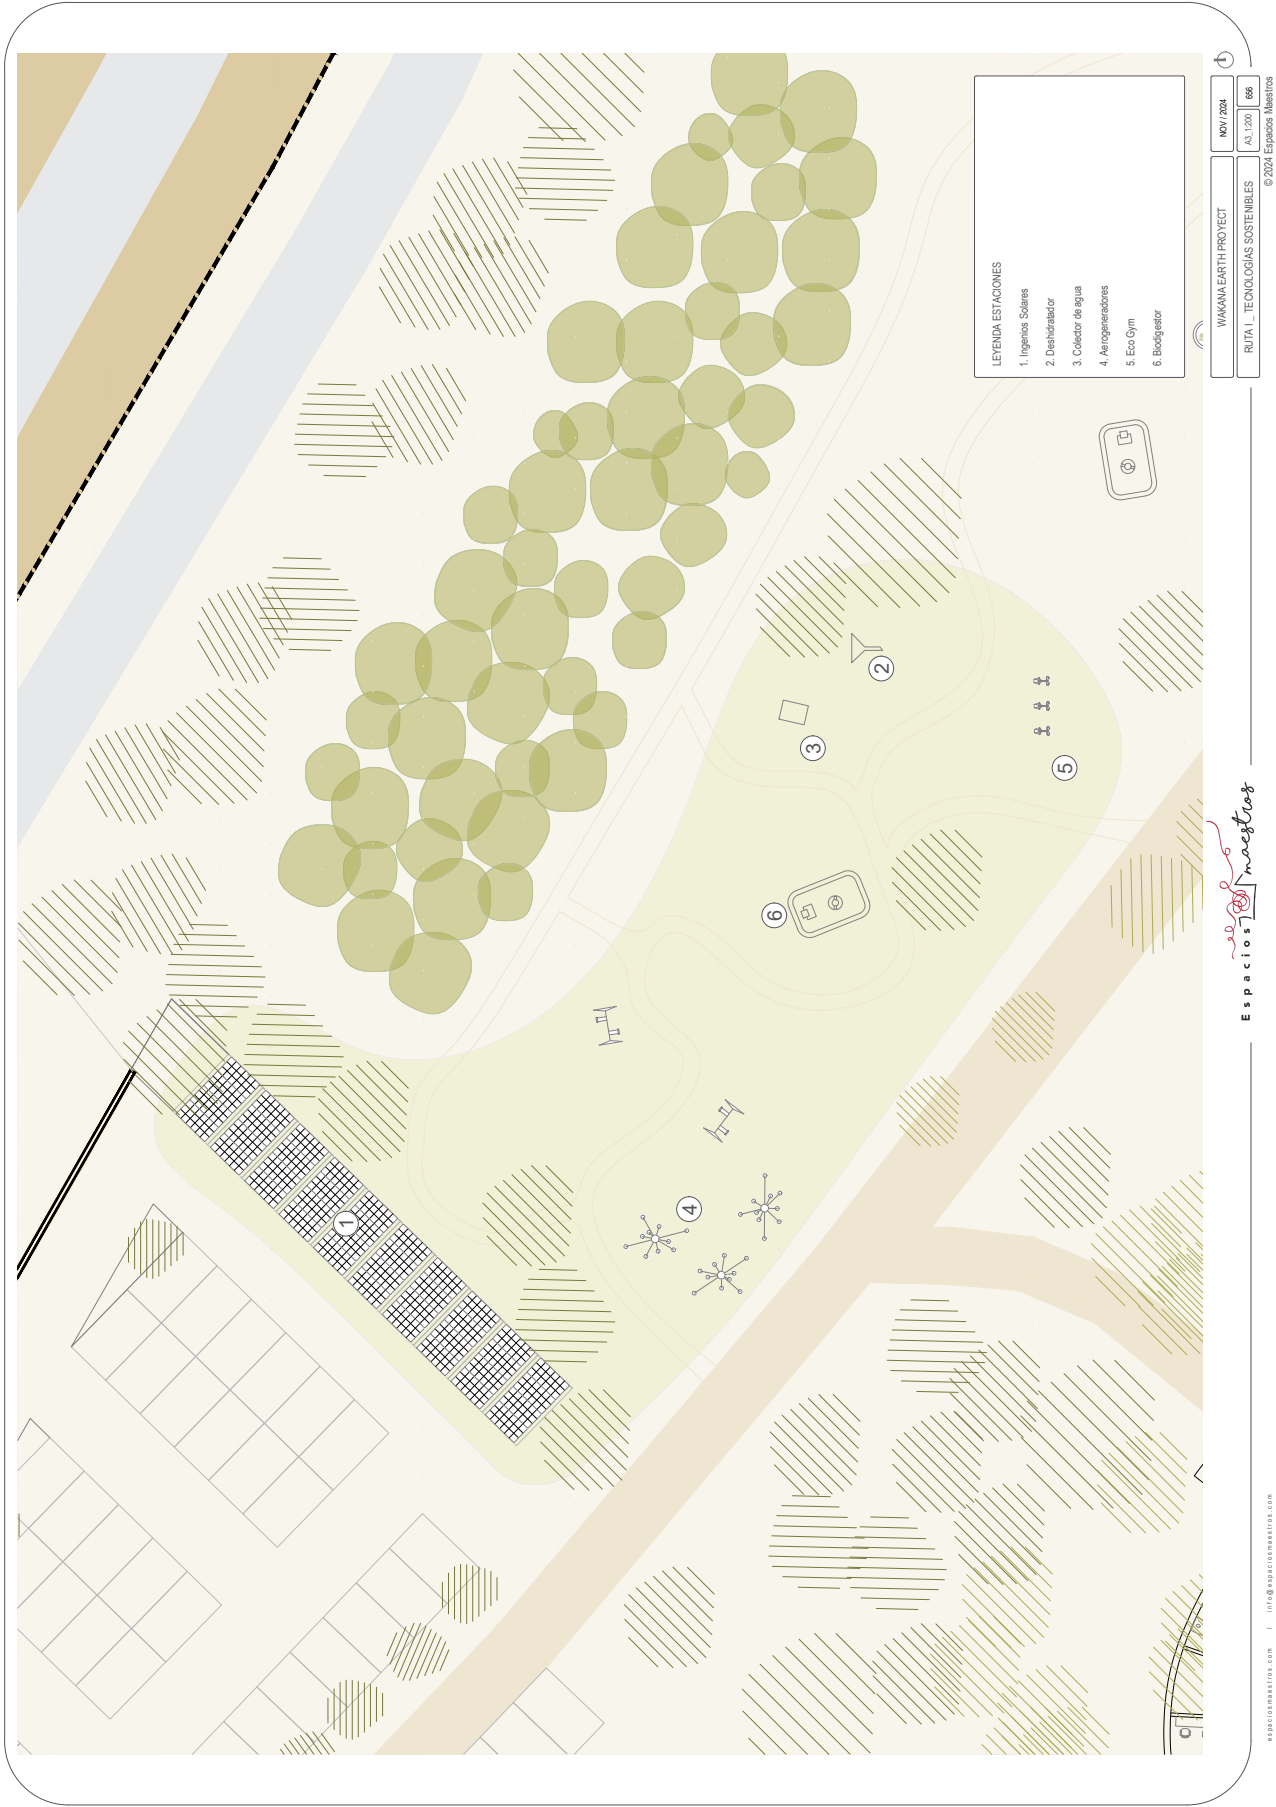 LEYENDA ESTACIONES
1. Ingenios Solares
2. Deshidratador
3. Colector de agua
4. Aerogeneradores
5. Eco Gym
6. Biodigestor
WAKANA EARTH PROYECT
NOV / 2024
RUTA I _ TECNOLOGÍAS SOSTENIBLES
A3_1:200
656
© 2024 Espacios Maestros
1
2
3
4
5
6
Espacios maestros
espaciosmaestros.com | info@espaciosmaestros.com